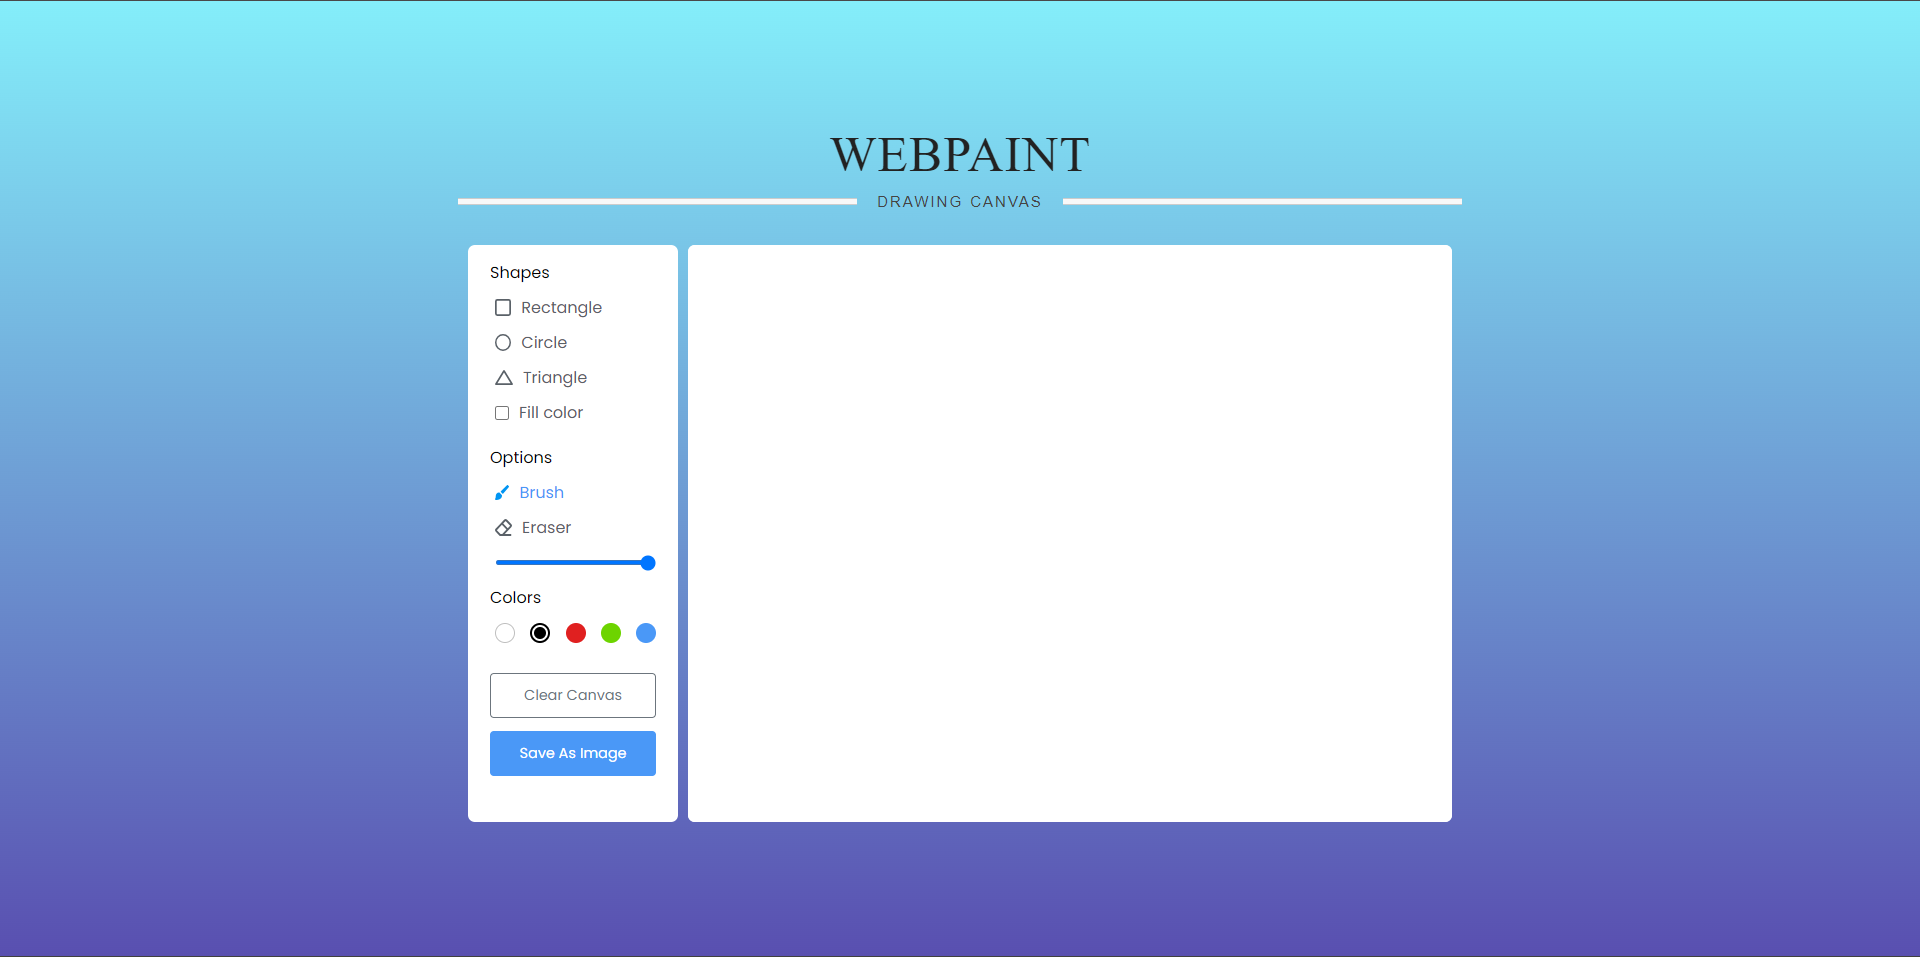 WEBPAINT
DRAWING CANVAS
Shapes
Rectangle
Circle
Triangle
Fill color
Options
Brush
Eraser
Colors
Clear Canvas
Save As Image